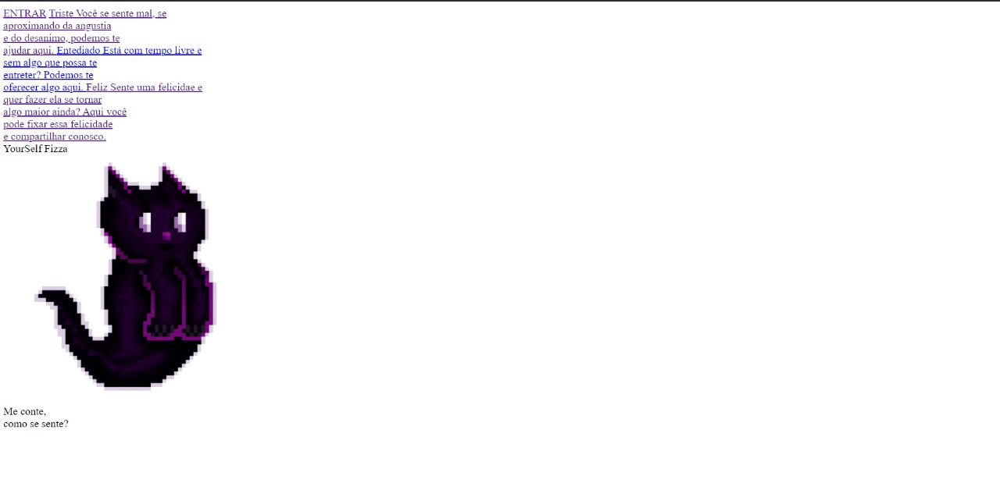 ENTRAR Triste Você se sente mal, se
aproximando da angustia
e do desanimo, podemos te
ajudar aqui. Entediado Está com tempo livre e
sem algo que possa te
entreter? Podemos te
oferecer algo aqui. Feliz Sente uma felicidae e
quer fazer ela se tornar
algo maior ainda? Aqui você
pode fixar essa felicidade
e compartilhar conosco.
YourSelf Fizza
Me conte,
como se sente?